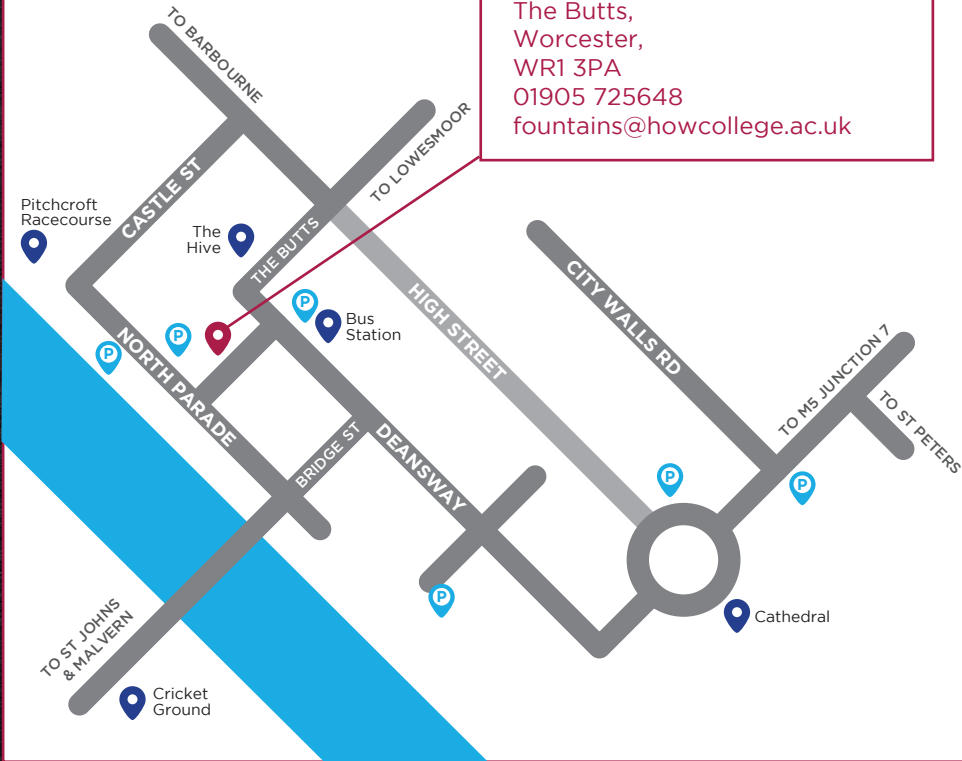 The Butts,
Worcester,
WR1 3PA
01905 725648
fountains@howcollege.ac.uk
TO BARBOURNE
TO LOWESMOOR
CASTLE ST
Pitchcroft
Racecourse
The
Hive
THE BUTTS
P
Bus
Station
HIGH STREET
CITY WALLS RD
TO M5 JUNCTION 7
TO ST PETERS
P
P
NORTH PARADE
BRIDGE ST
DEANSWAY
P
P
P
Cathedral
TO ST JOHNS
& MALVERN
Cricket
Ground